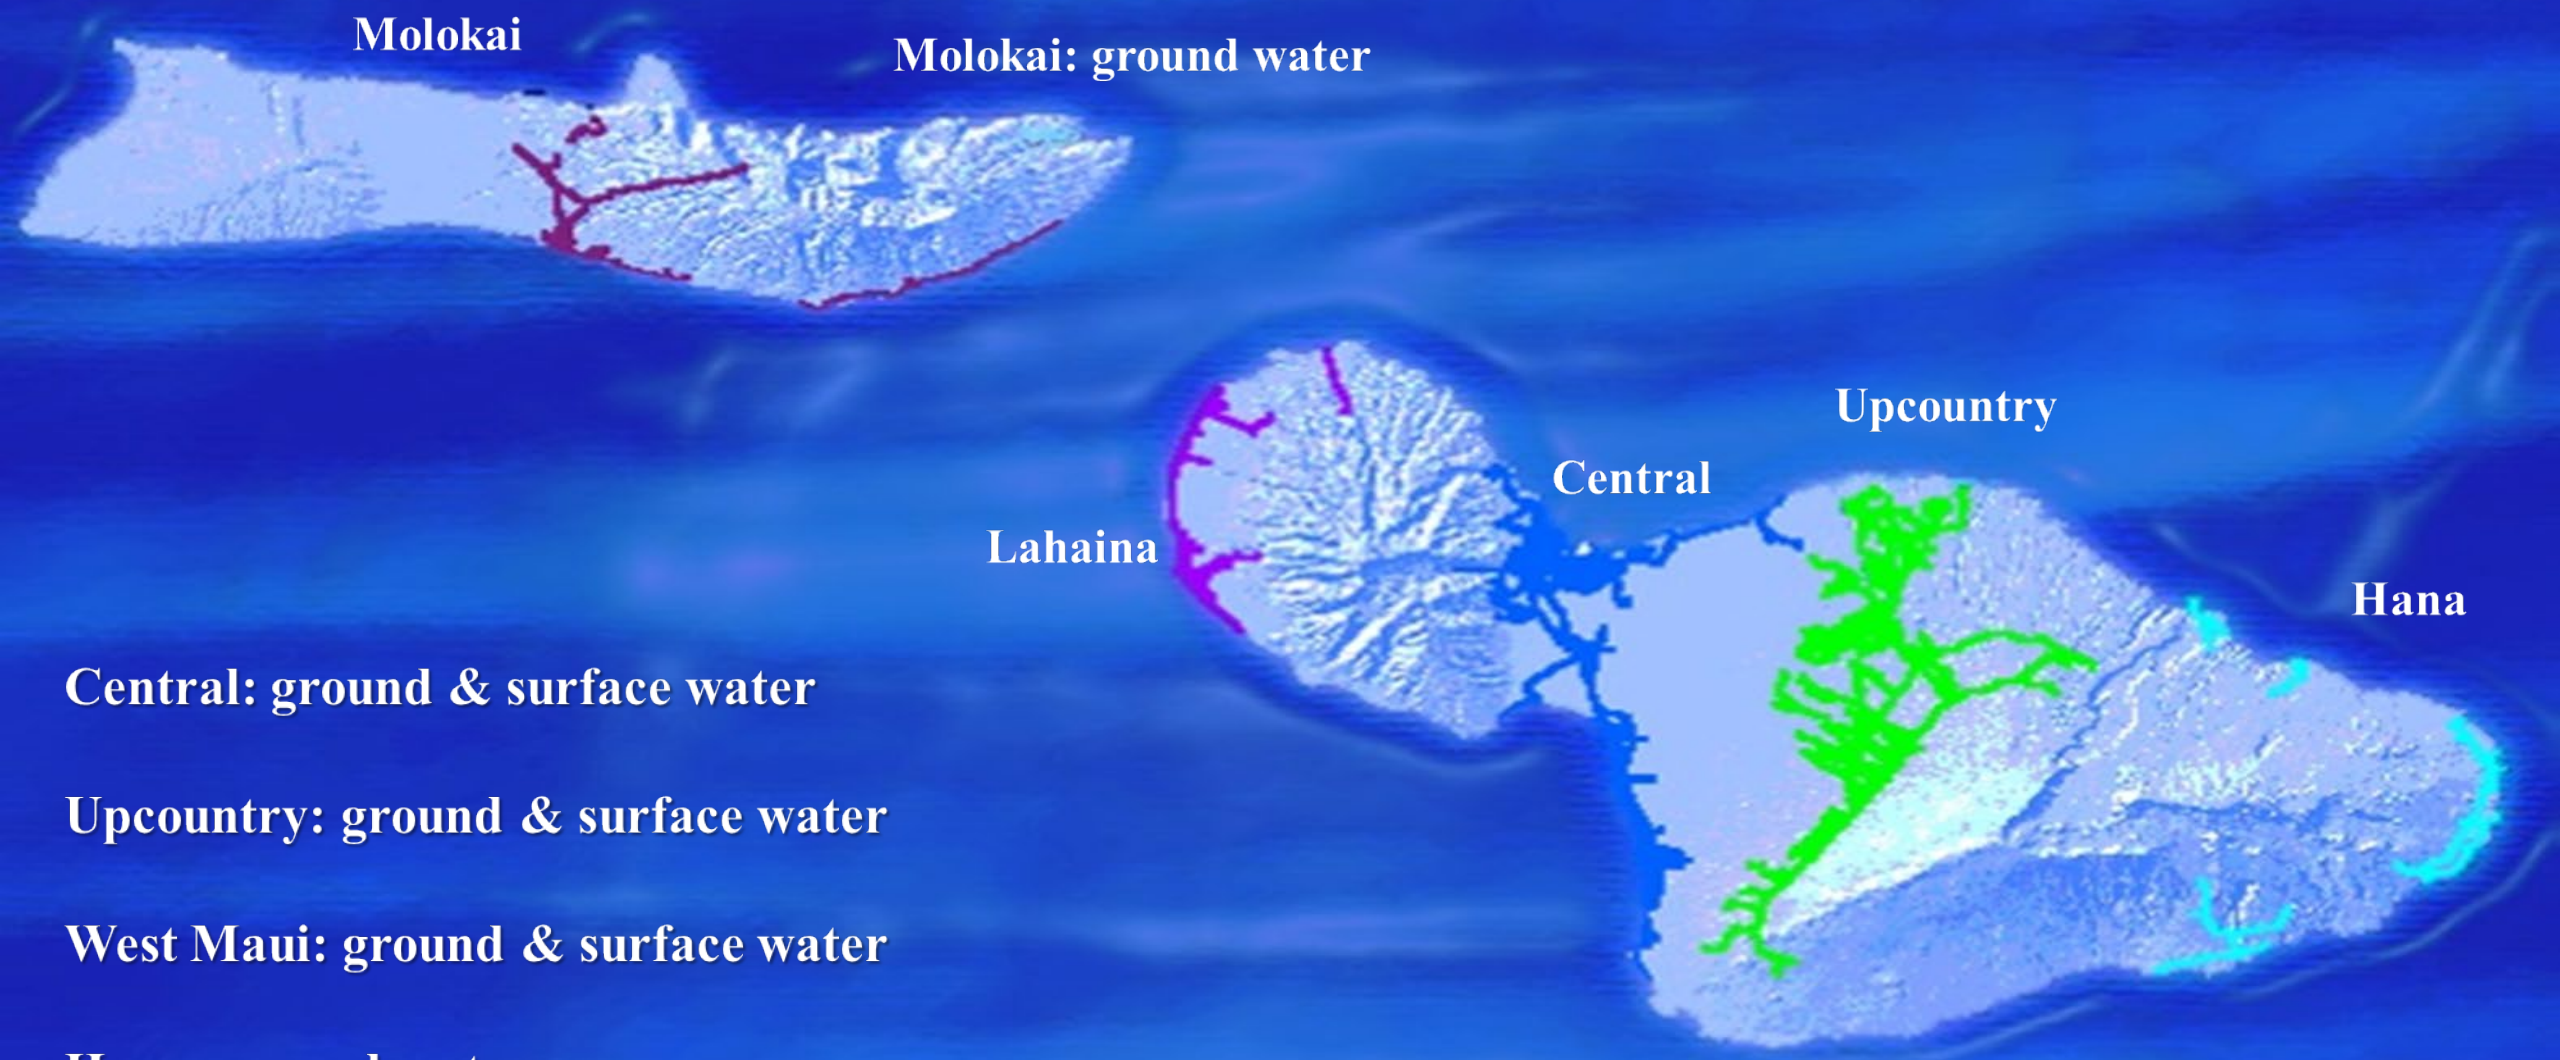 Molokai
Molokai: ground water
Upcountry
Central
Lahaina
Hana
Central: ground & surface water
Upcountry: ground & surface water
West Maui: ground & surface water